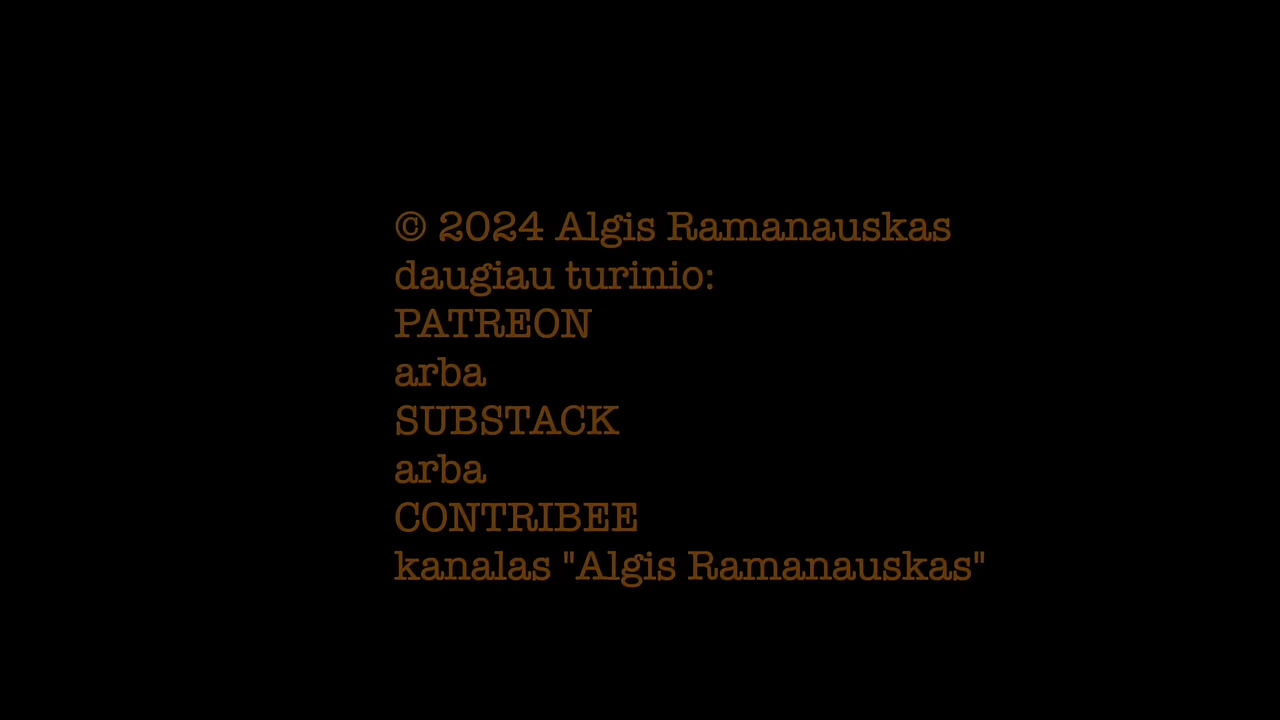 © 2024 Algis Ramanauskas
daugiau turinio:
PATREON
arba
SUBSTACK
arba
CONTRIBEE
kanalas "Algis Ramanauskas"